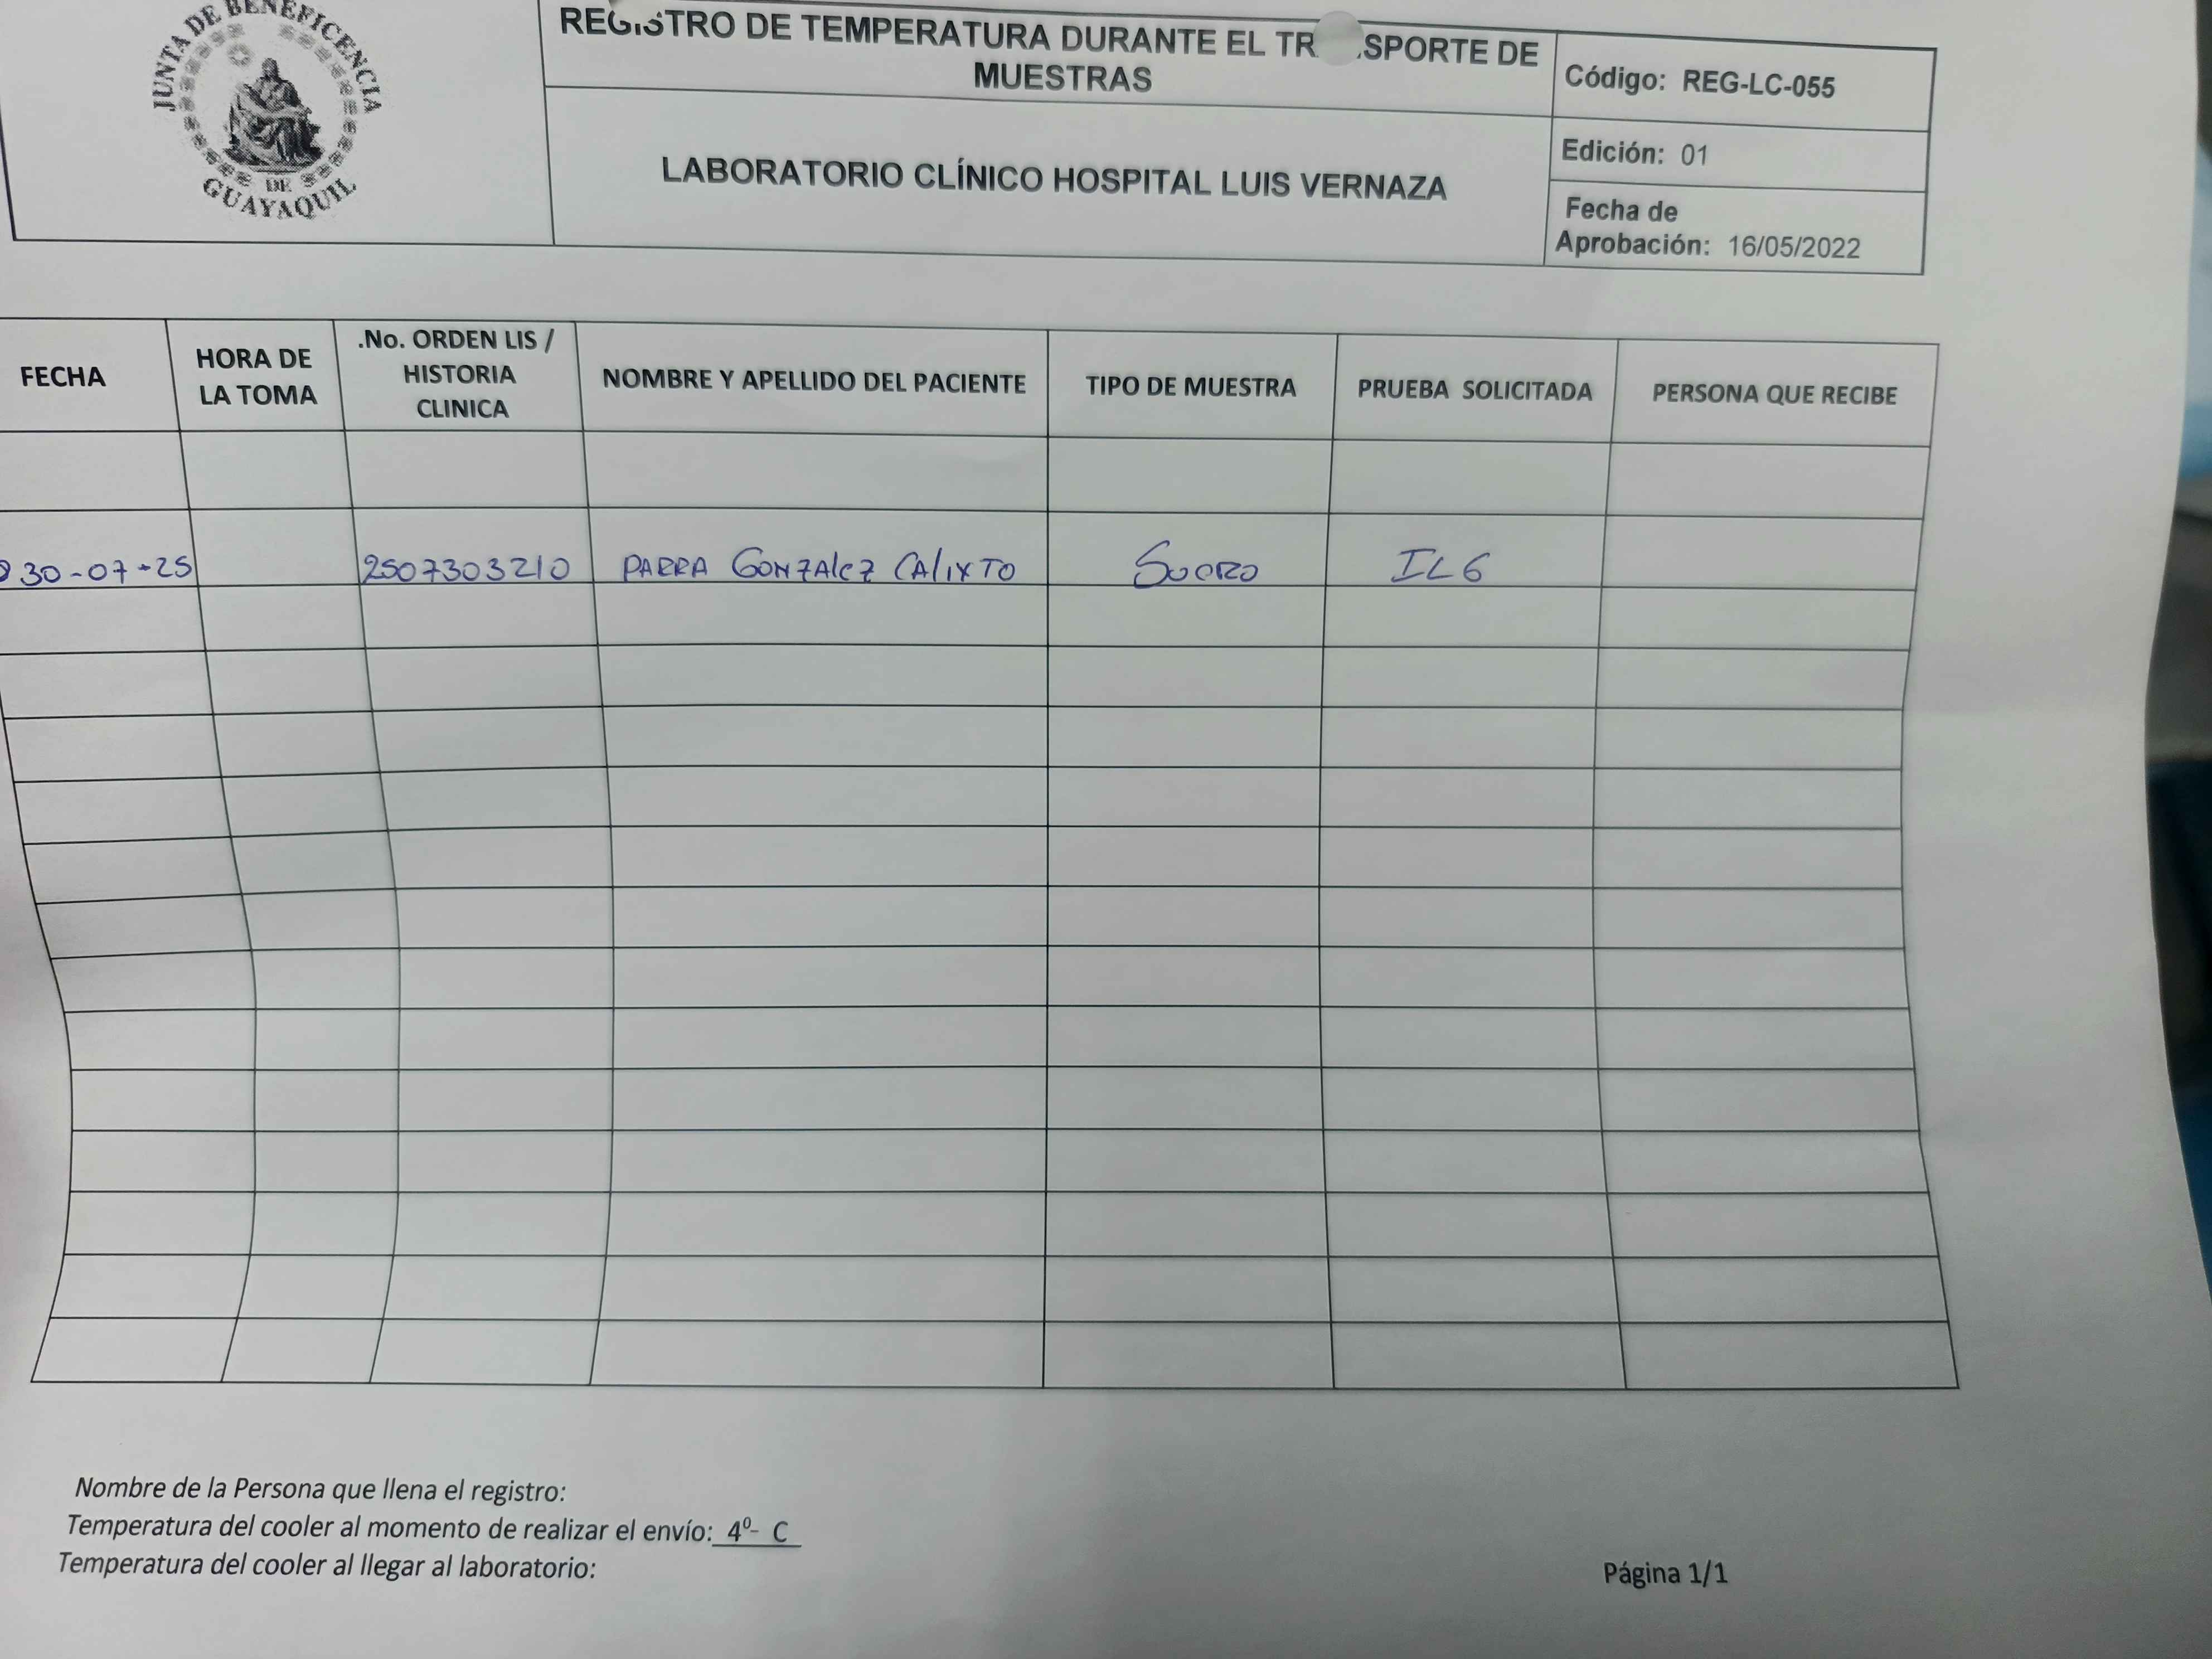 JUNTA DE BENEFICENCIA
DE
GUAYAQUIL
REGISTRO DE TEMPERATURA DURANTE EL TR SPORTE DE
MUESTRAS
LABORATORIO CLÍNICO HOSPITAL LUIS VERNAZA
Código: REG-LC-055
Edición: 01
Fecha de
Aprobación: 16/05/2022
FECHA
HORA DE
LA TOMA
.No. ORDEN LIS /
HISTORIA
CLINICA
NOMBRE Y APELLIDO DEL PACIENTE
TIPO DE MUESTRA
PRUEBA SOLICITADA
PERSONA QUE RECIBE
30-07-25 2507303210 PARRA GONZALEZ CALIXTO SUERO IL6
Nombre de la Persona que llena el registro:
Temperatura del cooler al momento de realizar el envío: 4º- C
Temperatura del cooler al llegar al laboratorio:
Página 1/1